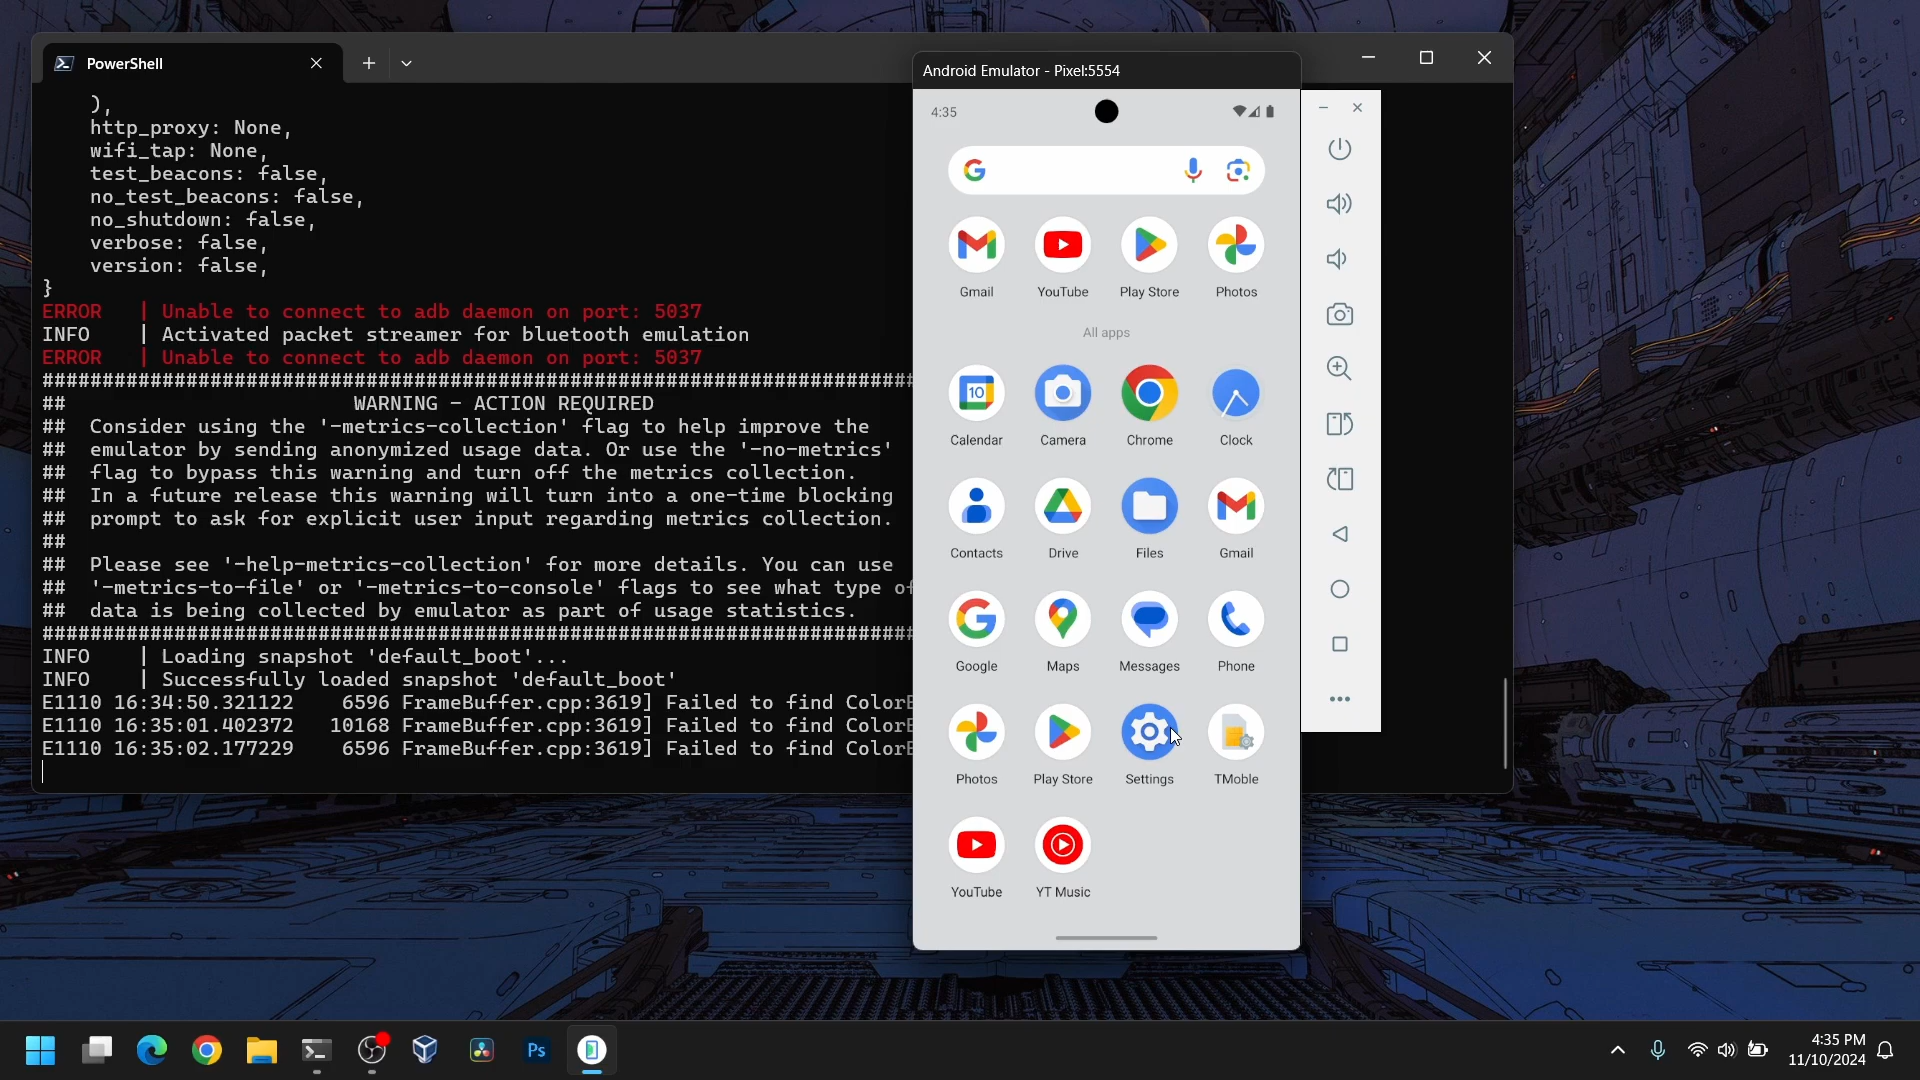 PowerShell
),
http_proxy: None,
wifi_tap: None,
test_beacons: false,
no_test_beacons: false,
no_shutdown: false,
verbose: false,
version: false,
}
ERROR | Unable to connect to adb daemon on port: 5037
INFO | Activated packet streamer for bluetooth emulation
ERROR | Unable to connect to adb daemon on port: 5037
##############################################################################
## WARNING - ACTION REQUIRED
## Consider using the '-metrics-collection' flag to help improve the
## emulator by sending anonymized usage data. Or use the '-no-metrics'
## flag to bypass this warning and turn off the metrics collection.
## In a future release this warning will turn into a one-time blocking
## prompt to ask for explicit user input regarding metrics collection.
##
## Please see '-help-metrics-collection' for more details. You can use
## '-metrics-to-file' or '-metrics-to-console' flags to see what type of
## data is being collected by emulator as part of usage statistics.
##############################################################################
INFO | Loading snapshot 'default_boot'...
INFO | Successfully loaded snapshot 'default_boot'
E1110 16:34:50.321122 6596 FrameBuffer.cpp:3619] Failed to find Color
E1110 16:35:01.402372 10168 FrameBuffer.cpp:3619] Failed to find Color
E1110 16:35:02.177229 6596 FrameBuffer.cpp:3619] Failed to find Color
Android Emulator - Pixel:5554
4:35
Gmail YouTube Play Store Photos
All apps
10
Calendar Camera Chrome Clock
Contacts Drive Files Gmail
Google Maps Messages Phone
Photos Play Store Settings TMoble
YouTube YT Music
Ps
4:35 PM
11/10/2024